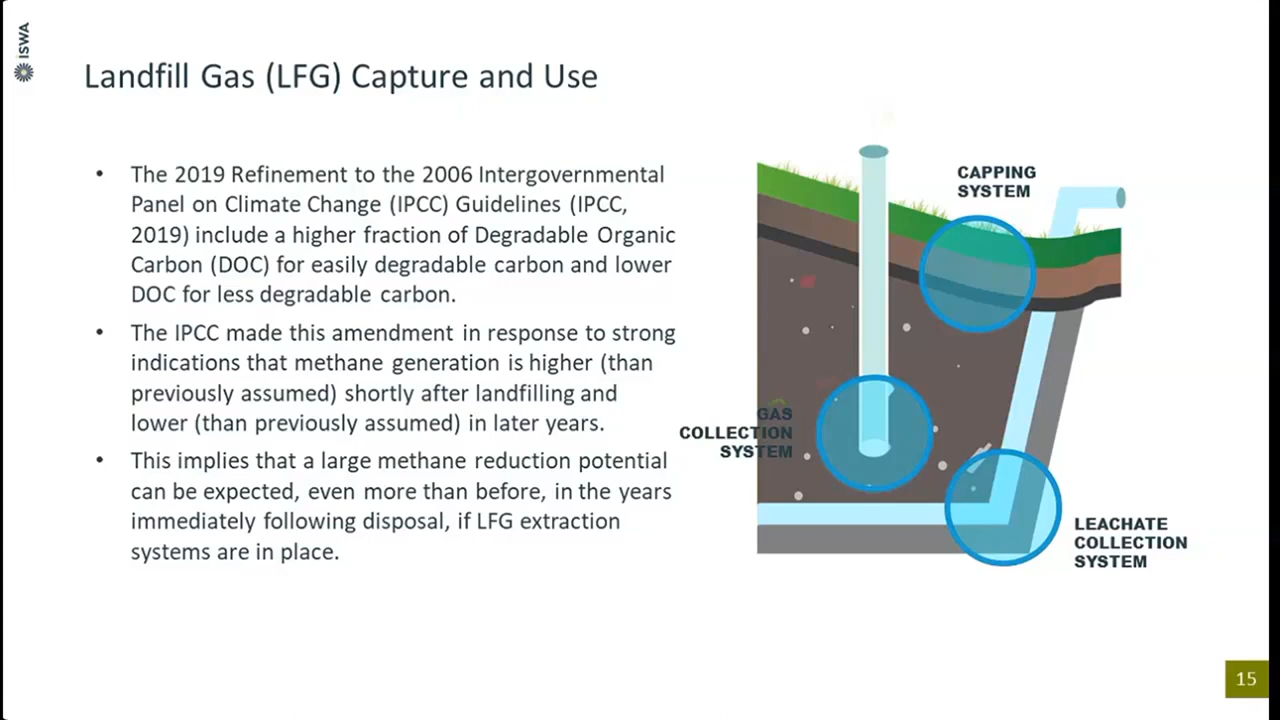 ISWA
Landfill Gas (LFG) Capture and Use
• The 2019 Refinement to the 2006 Intergovernmental
Panel on Climate Change (IPCC) Guidelines (IPCC,
2019) include a higher fraction of Degradable Organic
Carbon (DOC) for easily degradable carbon and lower
DOC for less degradable carbon.
• The IPCC made this amendment in response to strong
indications that methane generation is higher (than
previously assumed) shortly after landfilling and
lower (than previously assumed) in later years.
• This implies that a large methane reduction potential
can be expected, even more than before, in the years
immediately following disposal, if LFG extraction
systems are in place.
CAPPING
SYSTEM
GAS
COLLECTION
SYSTEM
LEACHATE
COLLECTION
SYSTEM
15